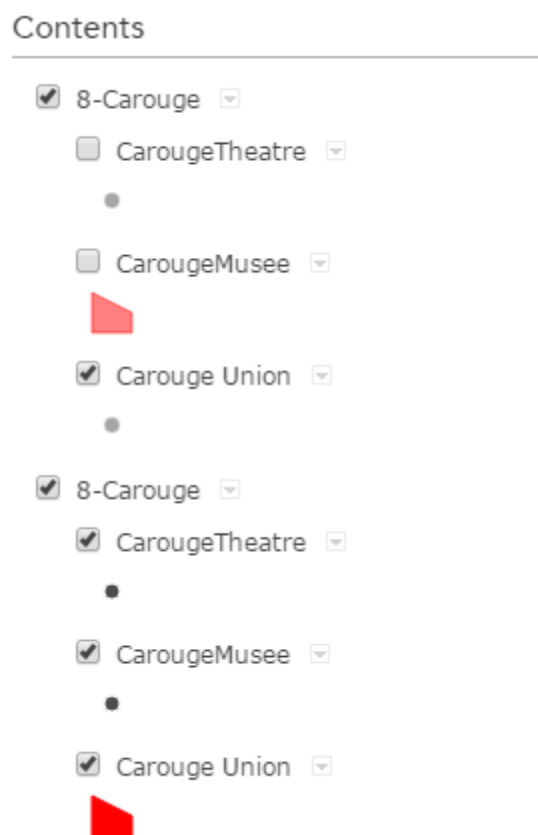 Contents
8-Carouge
CarougeTheatre
CarougeMusee
Carouge Union
8-Carouge
CarougeTheatre
CarougeMusee
Carouge Union